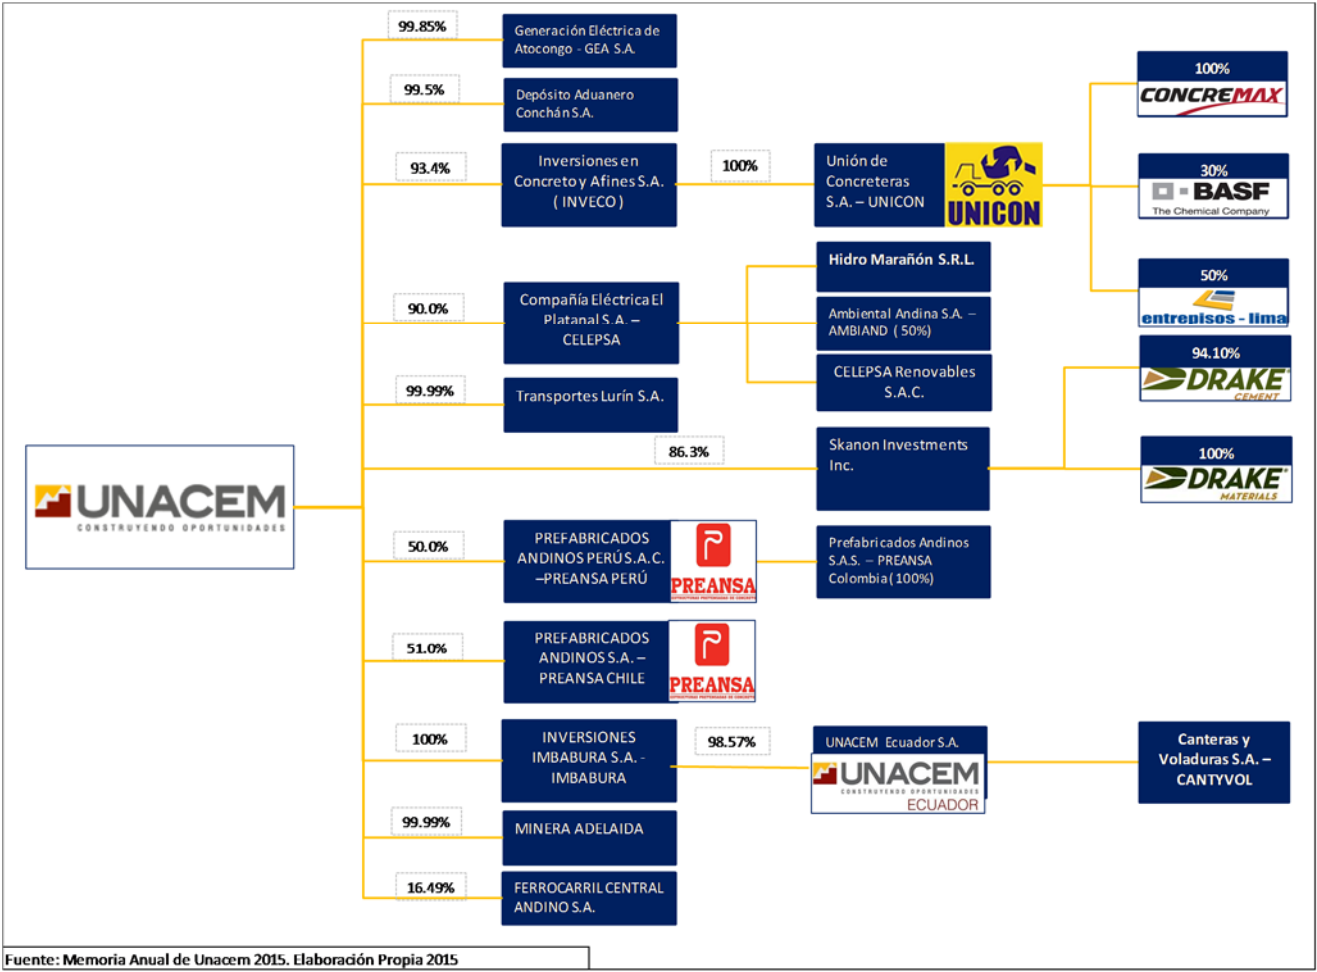 99.85%
Generación Eléctrica de
Atocongo - GEA S.A.
99.5%
Depósito Aduanero
Conchán S.A.
93.4%
Inversiones en
Concreto y Afines S.A.
( INVECO )
100%
Unión de
Concreteras
S.A. – UNICON
UNICON
100%
CONCREMAX
30%
BASF
The Chemical Company
50%
entrepisos - lima
90.0%
Compañía Eléctrica El
Platanal S.A. –
CELEPSA
Hidro Marañón S.R.L.
Ambiental Andina S.A. –
AMBIAND ( 50%)
CELEPSA Renovables
S.A.C.
99.99%
Transportes Lurín S.A.
86.3%
Skanon Investments
Inc.
94.10%
DRAKE
CEMENT
100%
DRAKE
MATERIALS
UNACEM
CONSTRUYENDO OPORTUNIDADES
50.0%
PREFABRICADOS
ANDINOS PERÚ S.A.C.
–PREANSA PERÚ
PREANSA
Prefabricados Andinos
S.A.S. – PREANSA
Colombia ( 100%)
51.0%
PREFABRICADOS
ANDINOS S.A. –
PREANSA CHILE
PREANSA
100%
INVERSIONES
IMBABURA S.A. -
IMBABURA
98.57%
UNACEM Ecuador S.A.
UNACEM
CONSTRUYENDO OPORTUNIDADES
ECUADOR
Canteras y
Voladuras S.A. –
CANTYVOL
99.99%
MINERA ADELAIDA
16.49%
FERROCARRIL CENTRAL
ANDINO S.A.
Fuente: Memoria Anual de Unacem 2015. Elaboración Propia 2015